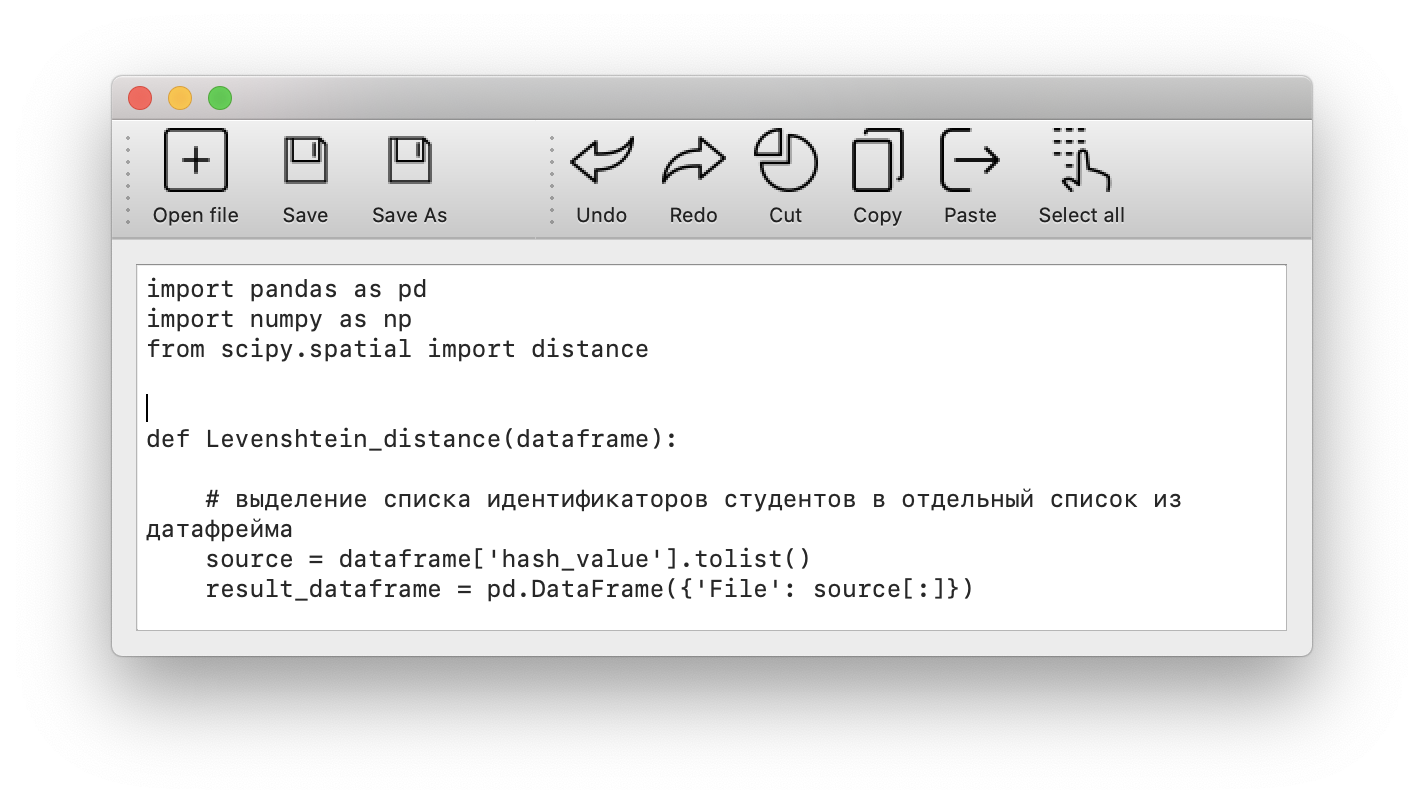 Open file Save Save As Undo Redo Cut Copy Paste Select all
import pandas as pd
import numpy as np
from scipy.spatial import distance
def Levenshtein_distance(dataframe):
    # выделение списка идентификаторов студентов в отдельный список из
датафрейма
    source = dataframe['hash_value'].tolist()
    result_dataframe = pd.DataFrame({'File': source[:]})